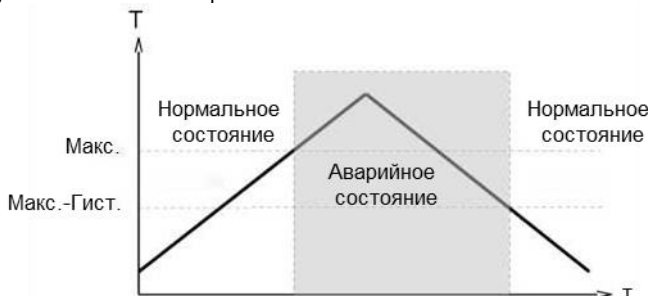 T
Нормальное
состояние
Нормальное
состояние
Макс.
Аварийное
состояние
Макс.-Гист.
T